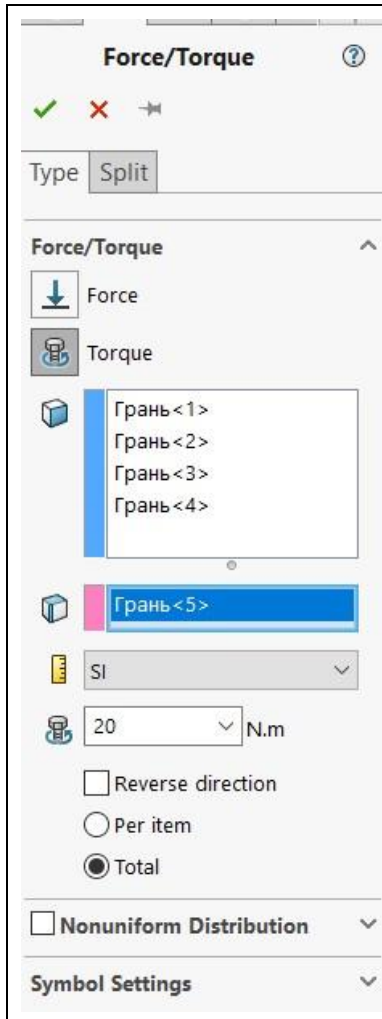 Force/Torque
Type Split
Force/Torque
Force
Torque
Грань<1>
Грань<2>
Грань<3>
Грань<4>
Грань<5>
SI
20 N.m
Reverse direction
Per item
Total
Nonuniform Distribution
Symbol Settings